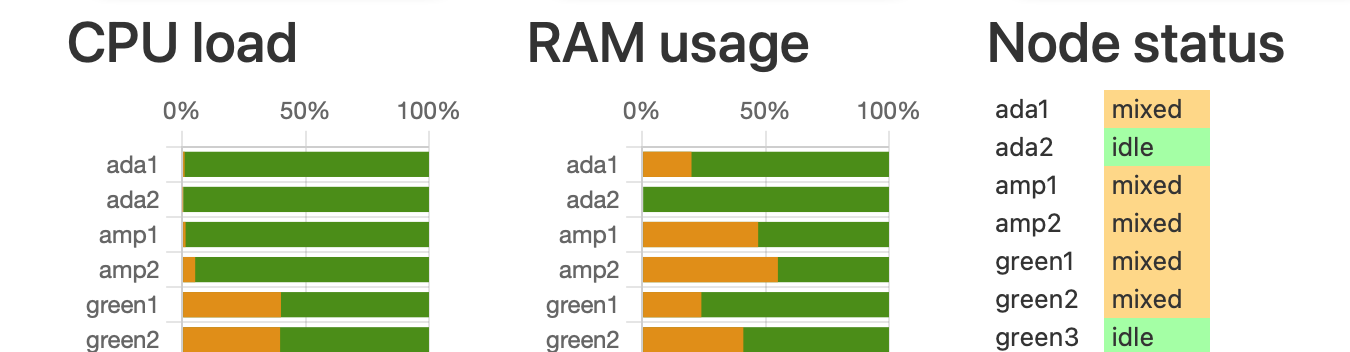 CPU load
0% 50% 100%
ada1
ada2
amp1
amp2
green1
green2
RAM usage
0% 50% 100%
ada1
ada2
amp1
amp2
green1
green2
Node status
ada1 mixed
ada2 idle
amp1 mixed
amp2 mixed
green1 mixed
green2 mixed
green3 idle